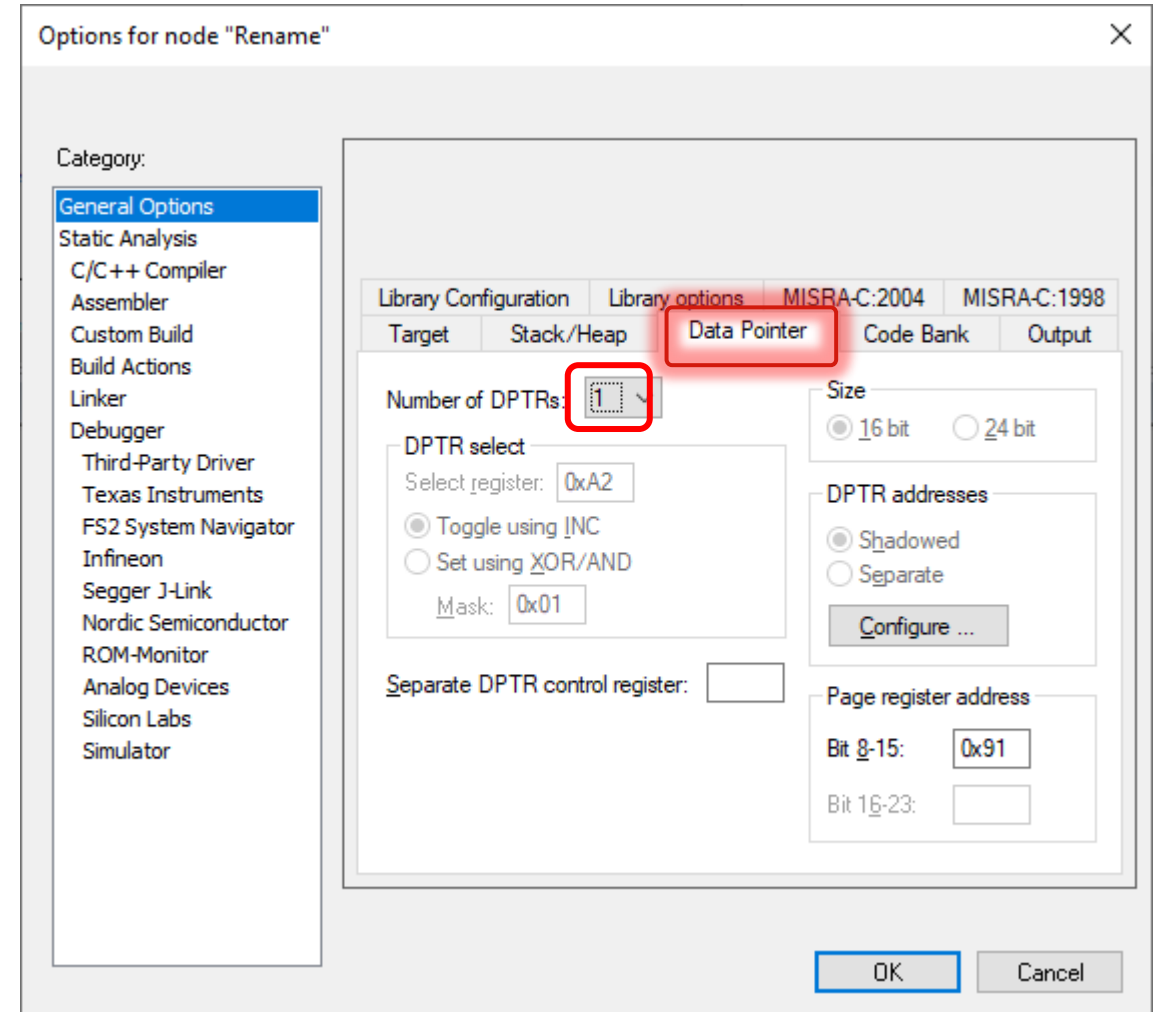 Options for node "Rename"
Category:
General Options
Static Analysis
C/C++ Compiler
Assembler
Custom Build
Build Actions
Linker
Debugger
Third-Party Driver
Texas Instruments
FS2 System Navigator
Infineon
Segger J-Link
Nordic Semiconductor
ROM-Monitor
Analog Devices
Silicon Labs
Simulator
Library Configuration Library options MISRA-C:2004 MISRA-C:1998
Target Stack/Heap Data Pointer Code Bank Output
Number of DPTRs: 1
DPTR select
Select register: 0xA2
Toggle using INC
Set using XOR/AND
Mask: 0x01
Separate DPTR control register:
Size
16 bit 24 bit
DPTR addresses
Shadowed
Separate
Configure ...
Page register address
Bit 8-15: 0x91
Bit 16-23:
OK Cancel